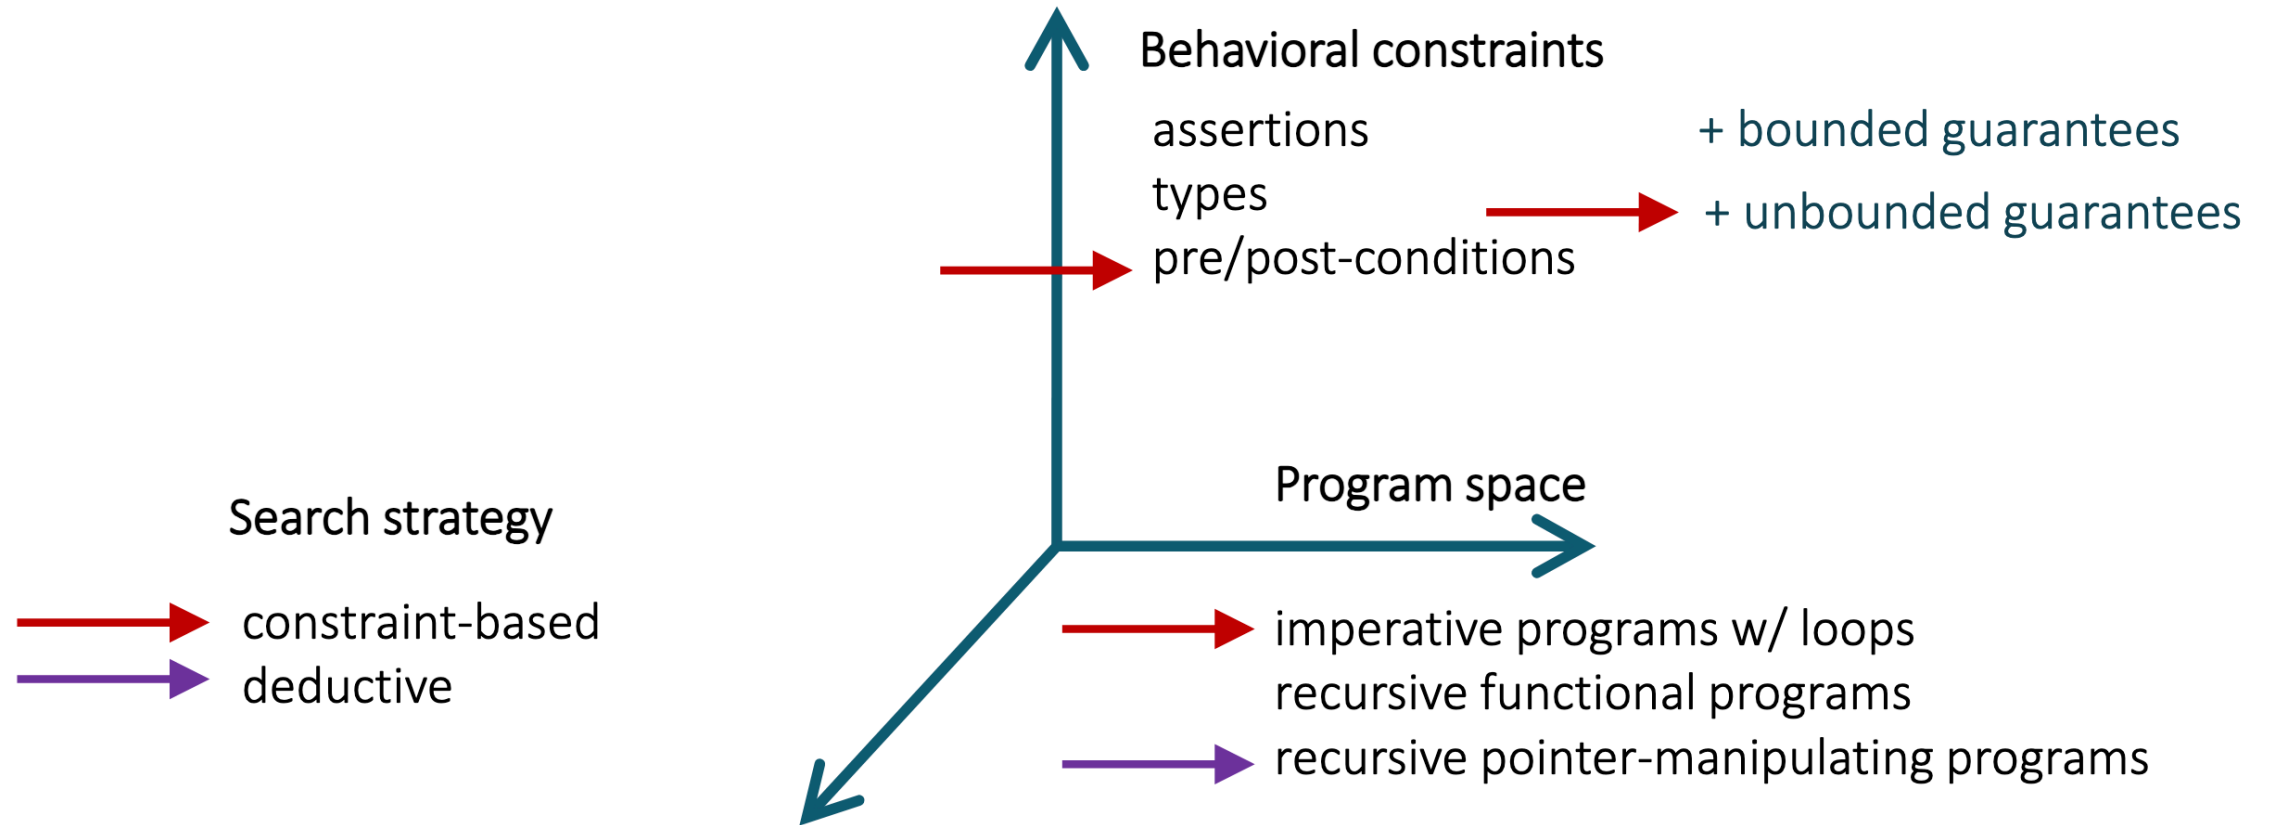 Behavioral constraints
assertions
+ bounded guarantees
types
+ unbounded guarantees
pre/post-conditions
Program space
Search strategy
constraint-based
deductive
imperative programs w/ loops
recursive functional programs
recursive pointer-manipulating programs